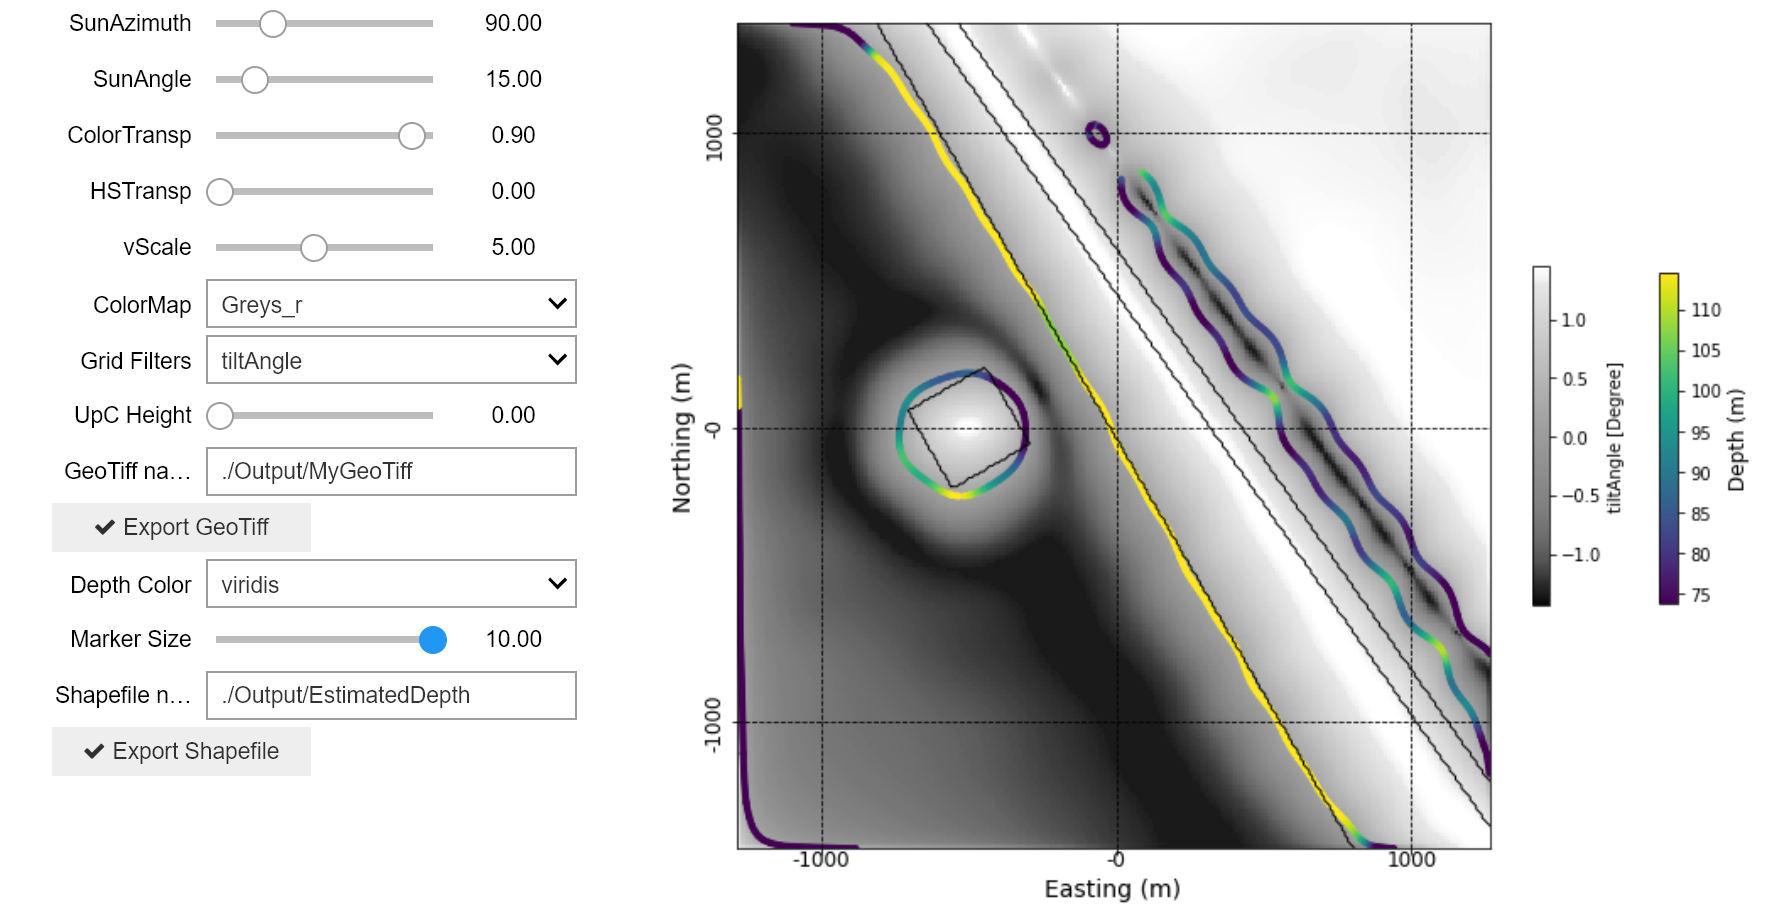 SunAzimuth 90.00
SunAngle 15.00
ColorTransp 0.90
HSTransp 0.00
vScale 5.00
ColorMap Greys_r
Grid Filters tiltAngle
UpC Height 0.00
GeoTiff na… ./Output/MyGeoTiff
Export GeoTiff
Depth Color viridis
Marker Size 10.00
Shapefile n… ./Output/EstimatedDepth
Export Shapefile
Northing (m)
1000
-0
-1000
-1000 -0 1000
Easting (m)
1.0
0.5
0.0
−0.5
−1.0
tiltAngle [Degree]
110
105
100
95
90
85
80
75
Depth (m)